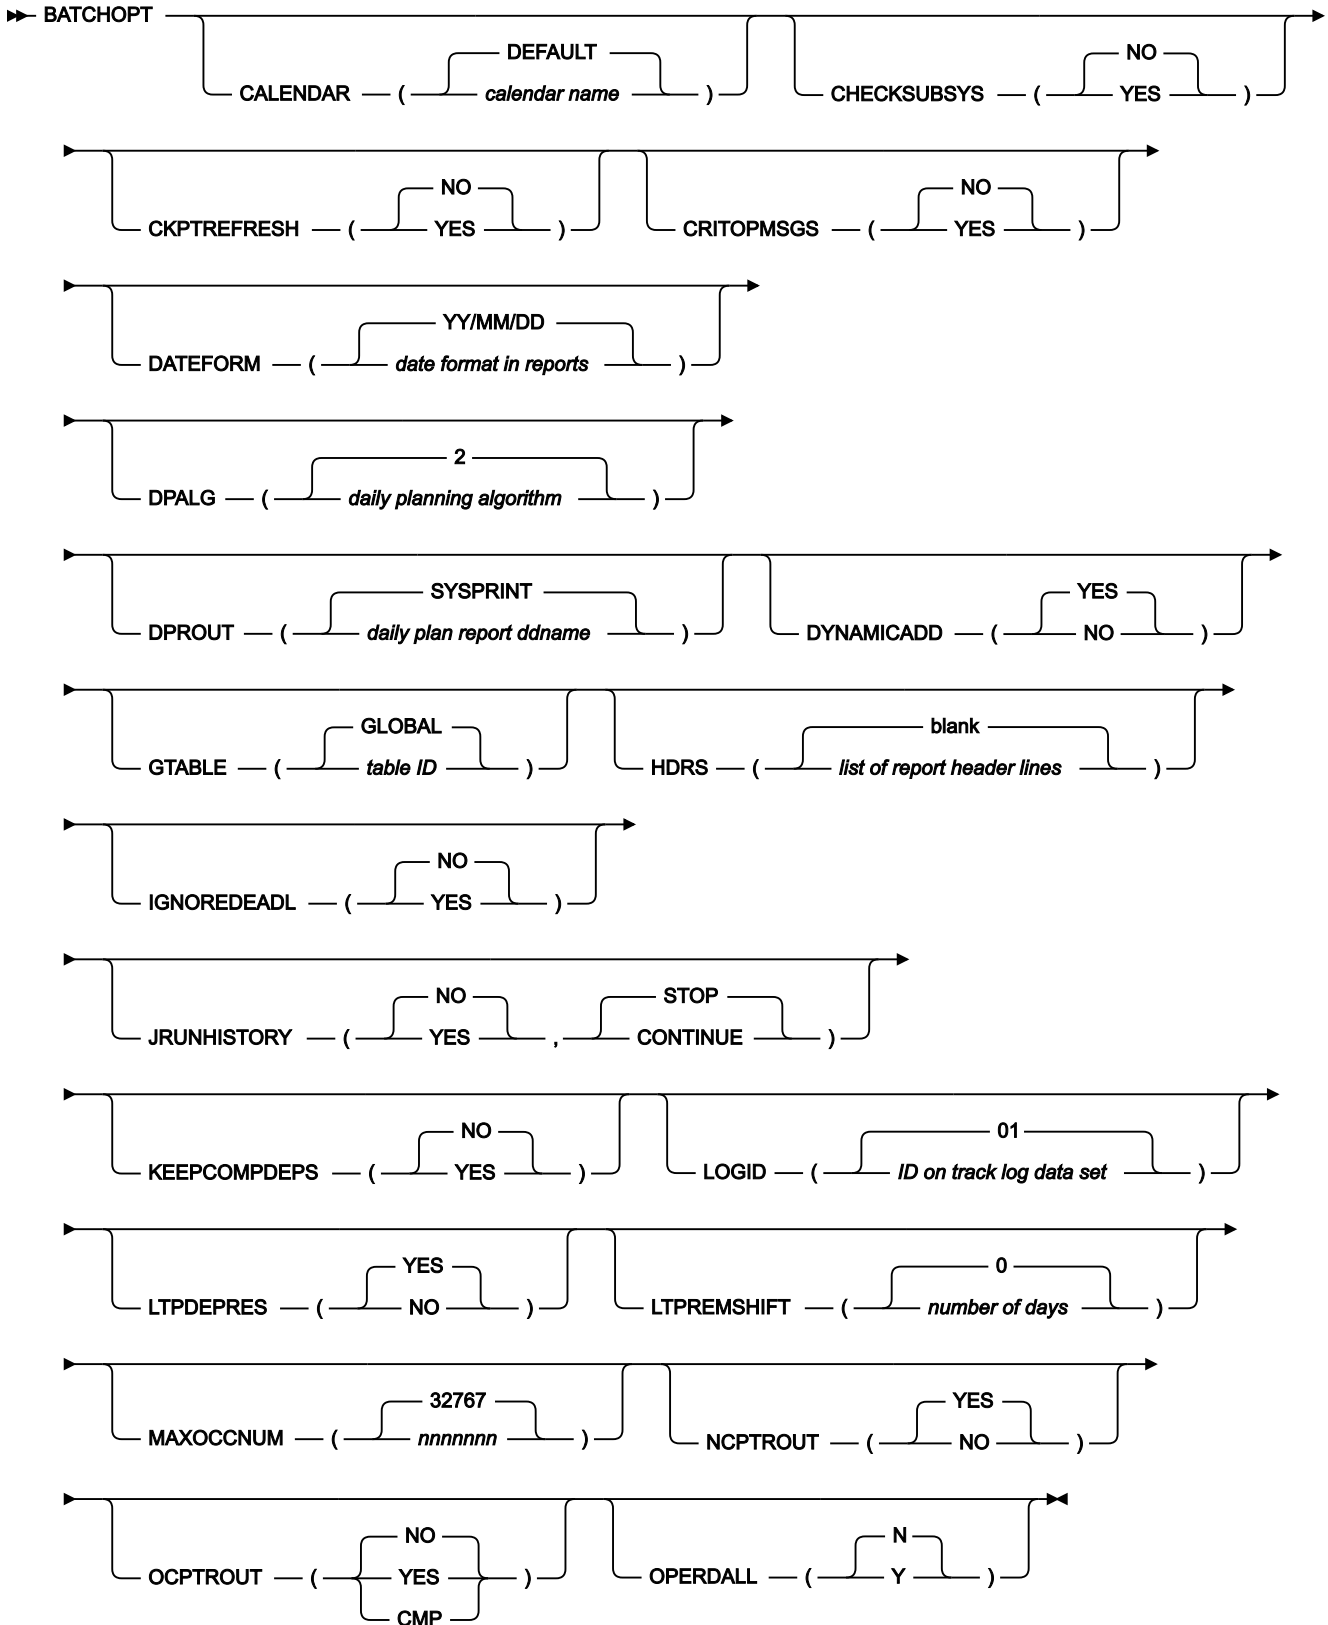 BATCHOPT
DEFAULT
CALENDAR ( calendar name )
NO
CHECKSUBSYS ( YES )
NO
CKPTREFRESH ( YES )
NO
CRITOPMSGS ( YES )
YY/MM/DD
DATEFORM ( date format in reports )
2
DPALG ( daily planning algorithm )
SYSPRINT
DPROUT ( daily plan report ddname )
YES
DYNAMICADD ( NO )
GLOBAL
GTABLE ( table ID )
blank
HDRS ( list of report header lines )
NO
IGNOREDEADL ( YES )
NO STOP
JRUNHISTORY ( YES , CONTINUE )
NO
KEEPCOMPDEPS ( YES )
01
LOGID ( ID on track log data set )
YES
LTPDEPRES ( NO )
0
LTPREMSHIFT ( number of days )
32767
MAXOCCNUM ( nnnnnnn )
YES
NCPTROUT ( NO )
NO
OCPTROUT ( YES )
CMP
N
OPERDALL ( Y )